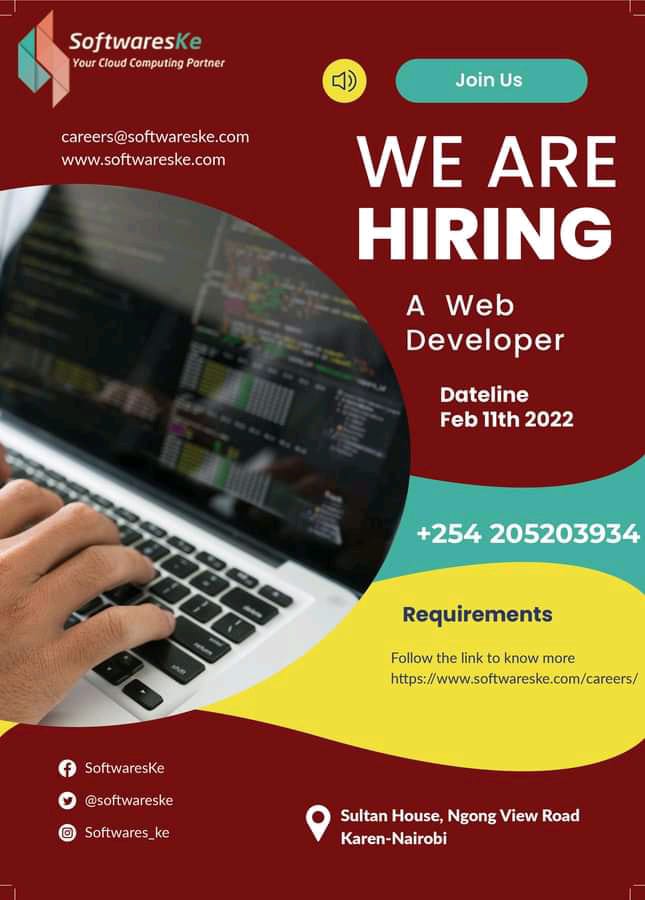 SoftwaresKe
Your Cloud Computing Partner
Join Us
careers@softwareske.com
www.softwareske.com
WE ARE
HIRING
A Web
Developer
Dateline
Feb 11th 2022
+254 205203934
Requirements
Follow the link to know more
https://www.softwareske.com/careers/
SoftwaresKe
@softwareske
Softwares_ke
Sultan House, Ngong View Road
Karen-Nairobi